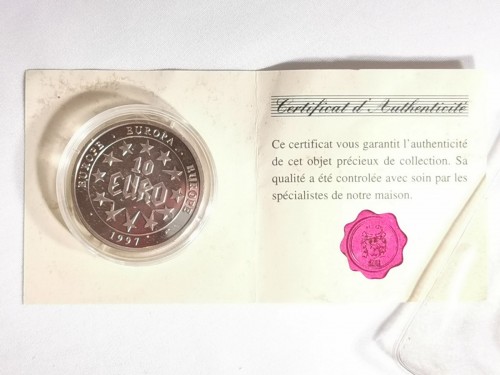 EUROPE · EUROPA · EUROPE
10
EURO
1997
Certificat d'Authenticité
Ce certificat vous garantit l'authenticité
de cet objet précieux de collection. Sa
qualité a été controlée avec soin par les
spécialistes de notre maison.